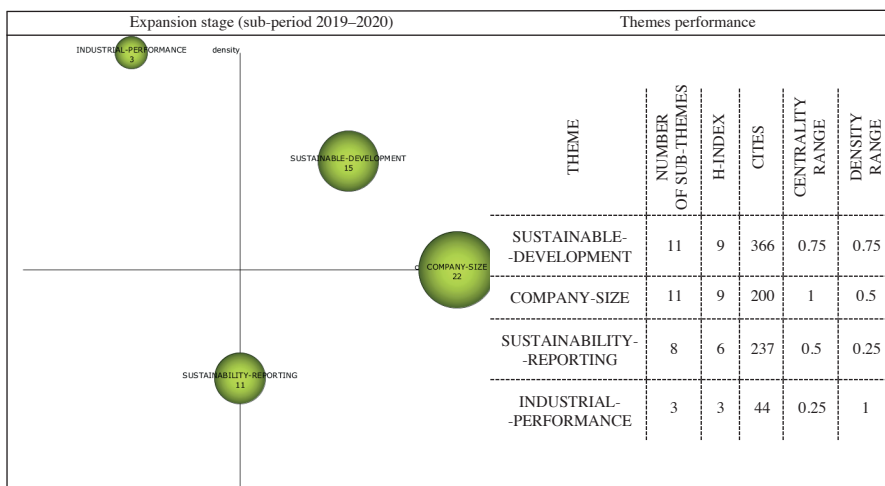 Expansion stage (sub-period 2019–2020)
Themes performance
INDUSTRIAL-PERFORMANCE
3
density
SUSTAINABLE-DEVELOPMENT
15
COMPANY-SIZE
22
SUSTAINABILITY-REPORTING
11
THEME
NUMBER
OF SUB-THEMES
H-INDEX
CITES
CENTRALITY
RANGE
DENSITY
RANGE
SUSTAINABLE-
-DEVELOPMENT
11 9 366 0.75 0.75
COMPANY-SIZE 11 9 200 1 0.5
SUSTAINABILITY-
-REPORTING
8 6 237 0.5 0.25
INDUSTRIAL-
-PERFORMANCE
3 3 44 0.25 1